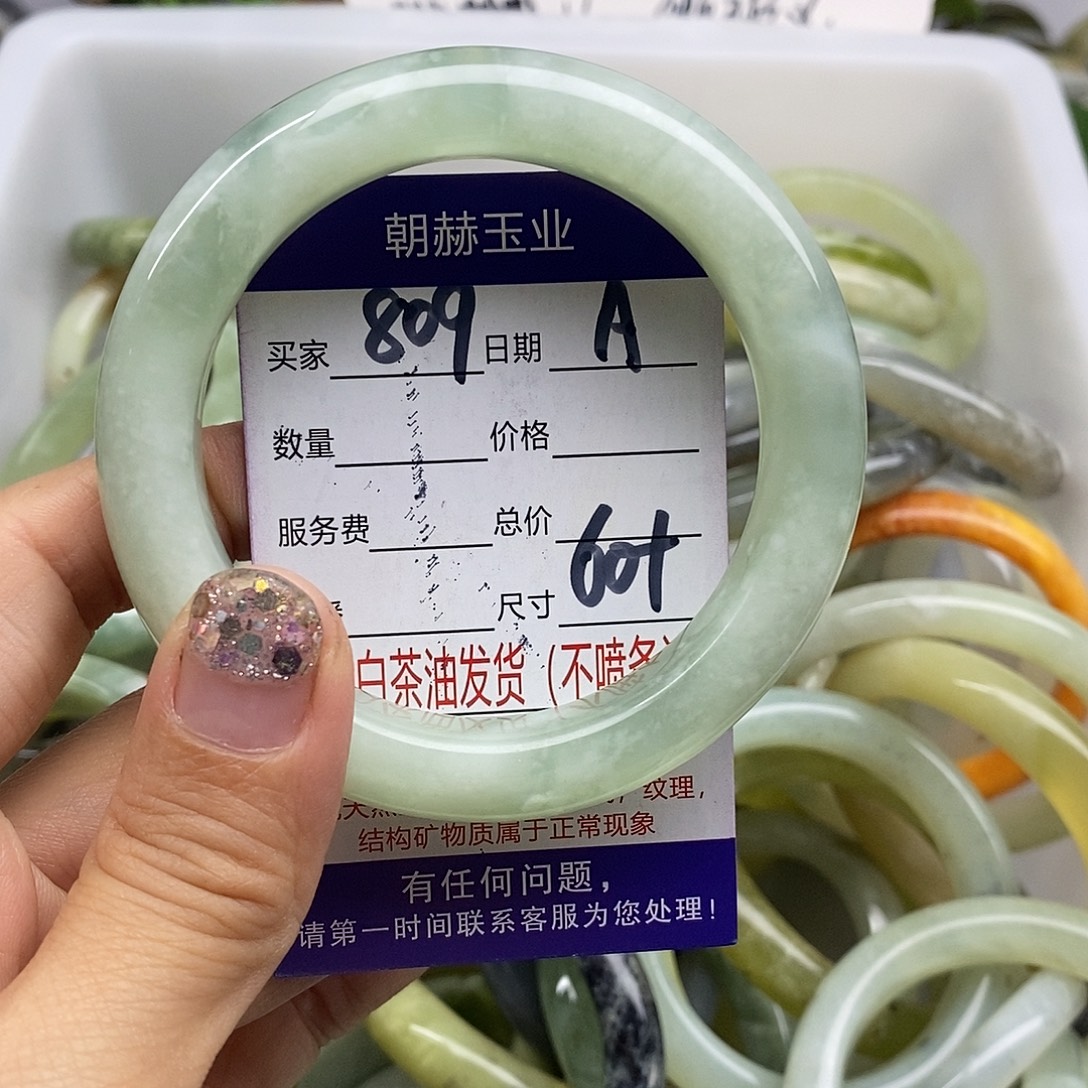 朝赫玉业
买家 809 日期 A
数量 价格
服务费 总价
尺寸 60t
白茶油发货（不喷
纹理，
结构矿物质属于正常现象
有任何问题，
请第一时间联系客服为您处理！